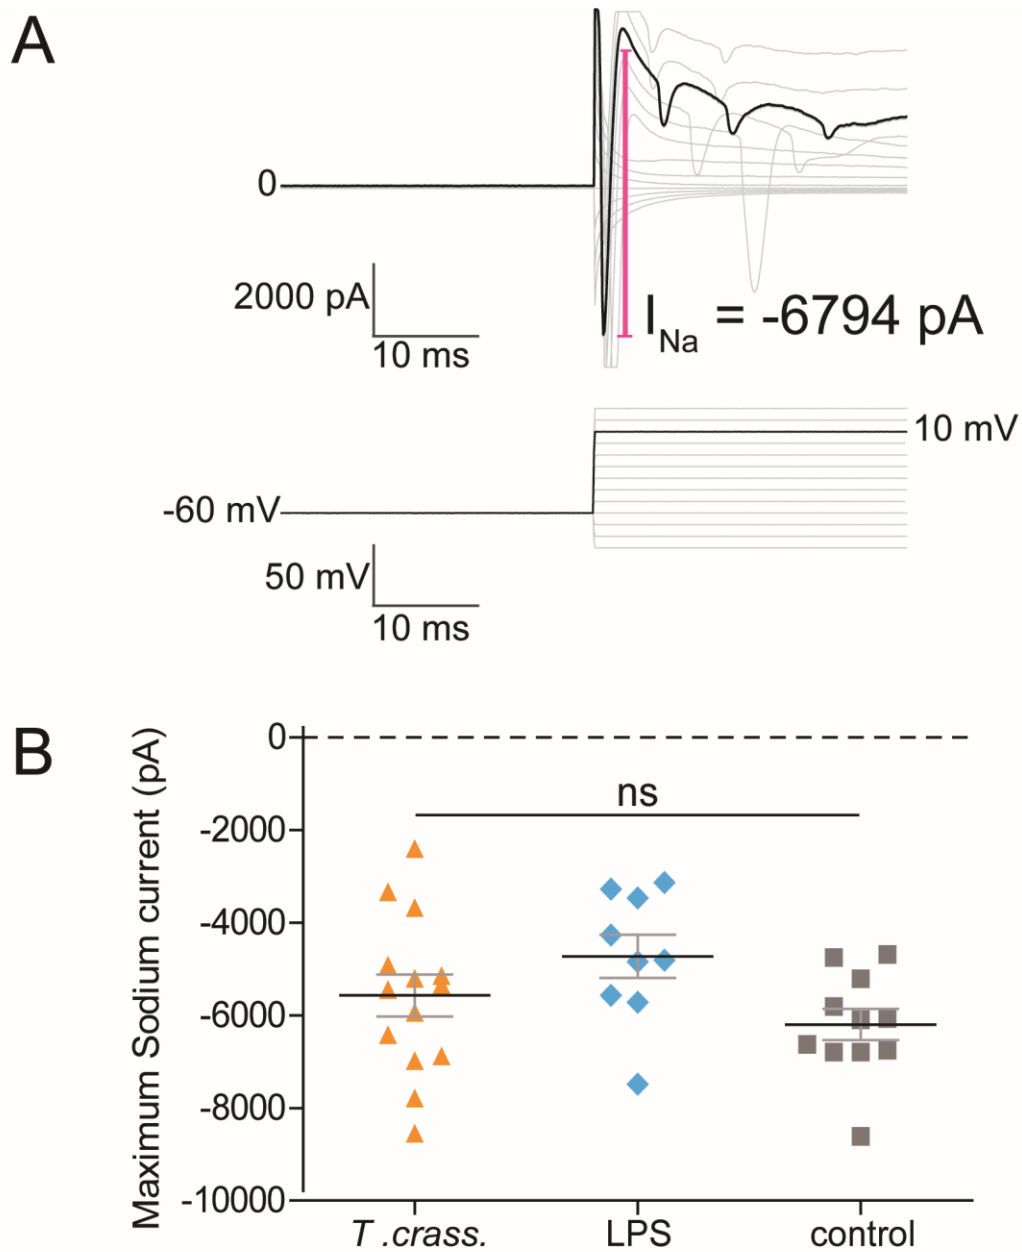 A
0
2000 pA
10 ms
I_Na = -6794 pA
10 mV
-60 mV
50 mV
10 ms
B
Maximum Sodium current (pA)
0
ns
-2000
-4000
-6000
-8000
-10000
T .crass. LPS control